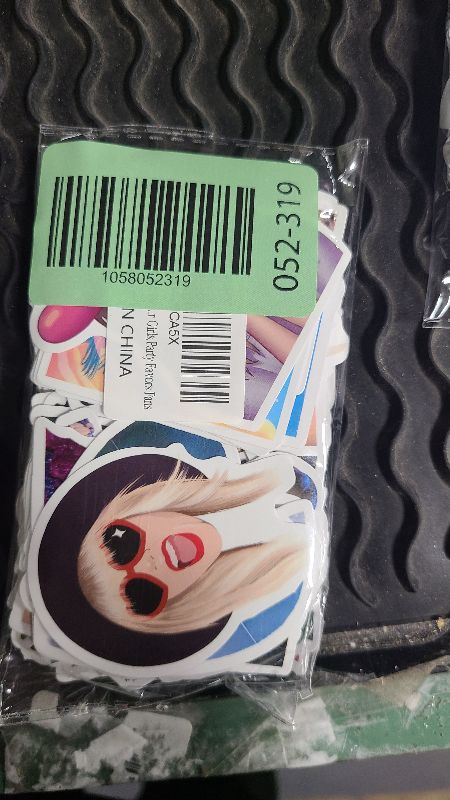 1058052319
052-319
CA5X
Girls Party Favors Fans
N CHINA